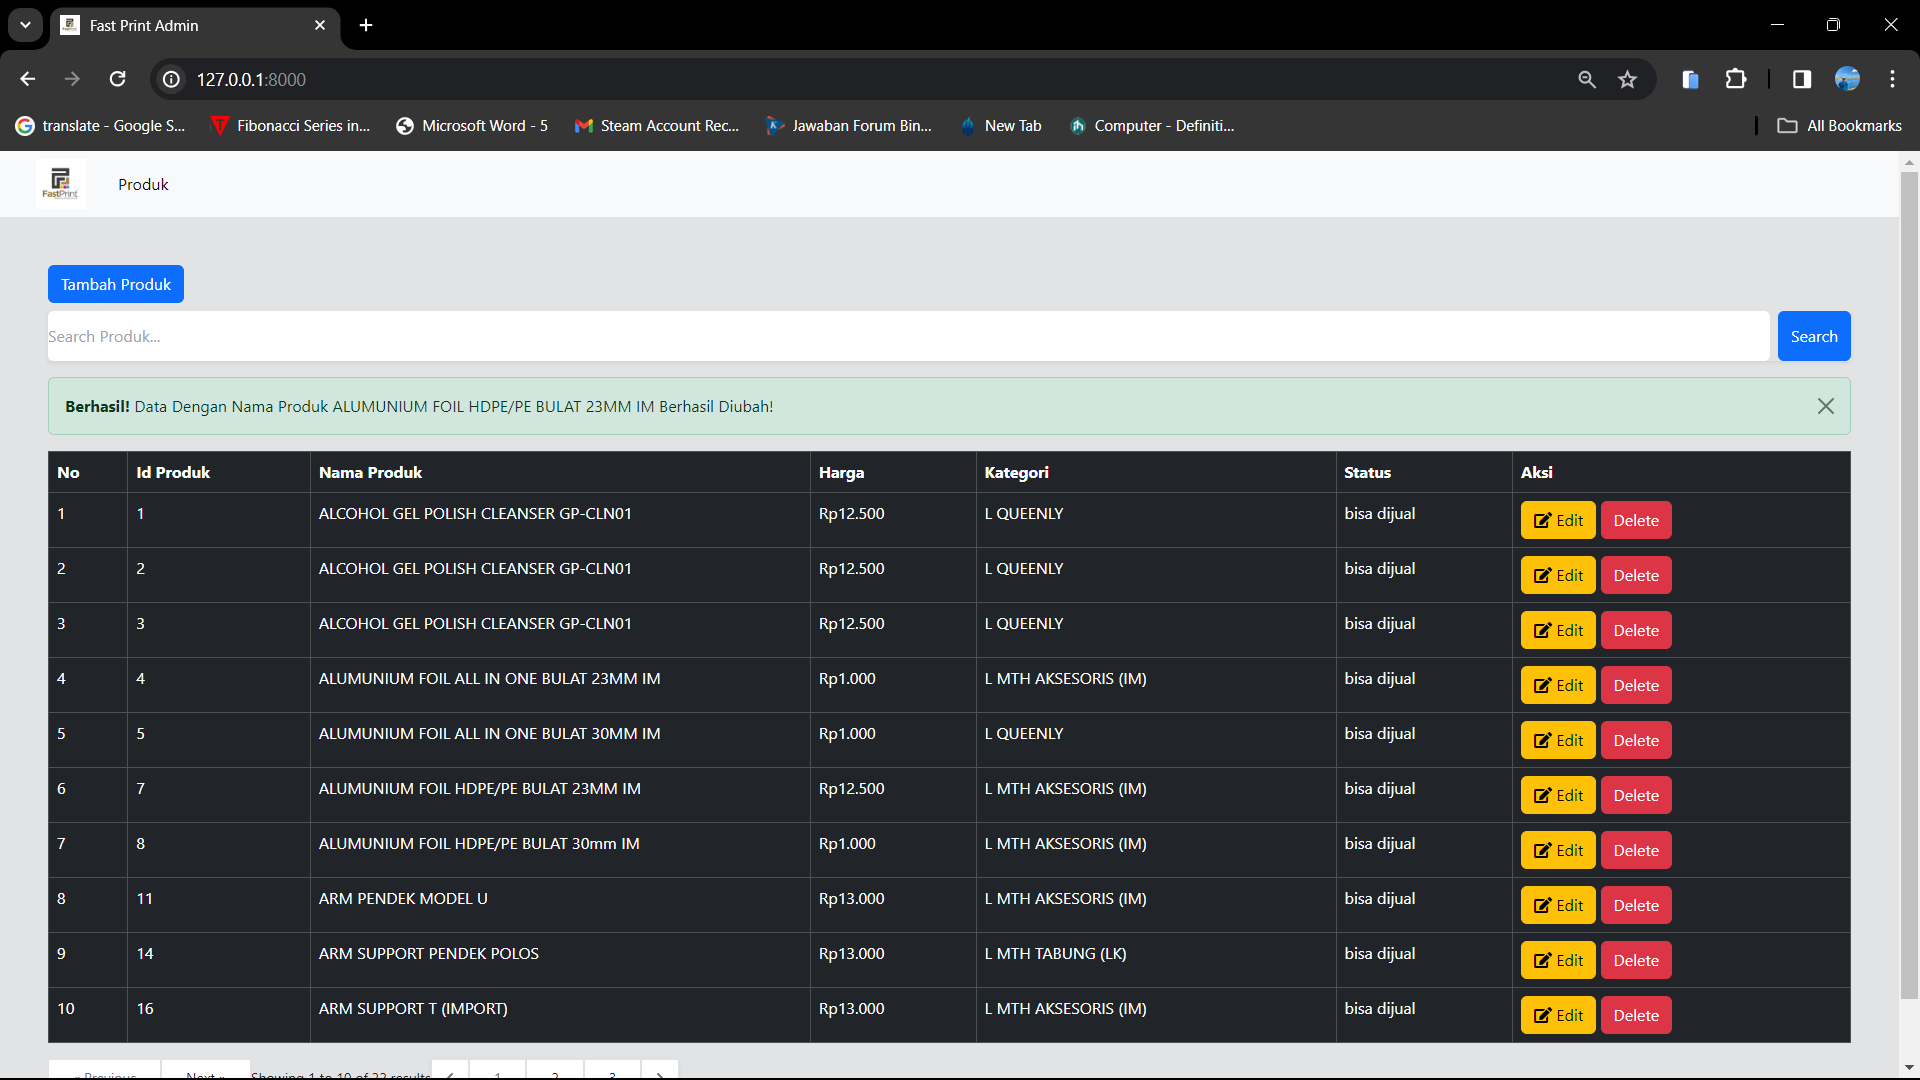 Fast Print Admin
127.0.0.1:8000
translate - Google S...
Fibonacci Series in...
Microsoft Word - 5
Steam Account Rec...
Jawaban Forum Bin...
New Tab
Computer - Definiti...
All Bookmarks
FastPrint
Produk
Tambah Produk
Search Produk...
Search
Berhasil! Data Dengan Nama Produk ALUMUNIUM FOIL HDPE/PE BULAT 23MM IM Berhasil Diubah!
No Id Produk Nama Produk Harga Kategori Status Aksi
1 1 ALCOHOL GEL POLISH CLEANSER GP-CLN01 Rp12.500 L QUEENLY bisa dijual Edit Delete
2 2 ALCOHOL GEL POLISH CLEANSER GP-CLN01 Rp12.500 L QUEENLY bisa dijual Edit Delete
3 3 ALCOHOL GEL POLISH CLEANSER GP-CLN01 Rp12.500 L QUEENLY bisa dijual Edit Delete
4 4 ALUMUNIUM FOIL ALL IN ONE BULAT 23MM IM Rp1.000 L MTH AKSESORIS (IM) bisa dijual Edit Delete
5 5 ALUMUNIUM FOIL ALL IN ONE BULAT 30MM IM Rp1.000 L QUEENLY bisa dijual Edit Delete
6 7 ALUMUNIUM FOIL HDPE/PE BULAT 23MM IM Rp12.500 L MTH AKSESORIS (IM) bisa dijual Edit Delete
7 8 ALUMUNIUM FOIL HDPE/PE BULAT 30mm IM Rp1.000 L MTH AKSESORIS (IM) bisa dijual Edit Delete
8 11 ARM PENDEK MODEL U Rp13.000 L MTH AKSESORIS (IM) bisa dijual Edit Delete
9 14 ARM SUPPORT PENDEK POLOS Rp13.000 L MTH TABUNG (LK) bisa dijual Edit Delete
10 16 ARM SUPPORT T (IMPORT) Rp13.000 L MTH AKSESORIS (IM) bisa dijual Edit Delete
« Previous Next » Showing 1 to 10 of 22 results 1 2 3